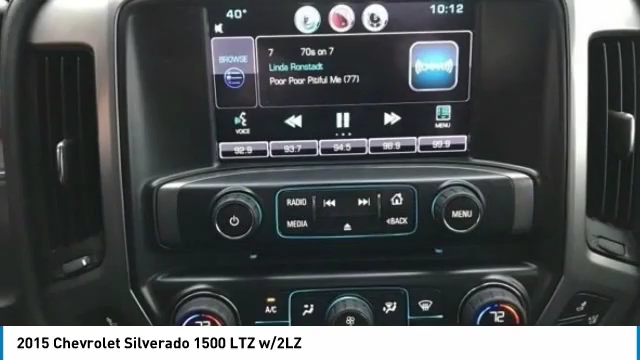 40°
10:12
BROWSE
7 70s on 7
Linda Ronstadt
Poor Poor Pitiful Me (77)
VOICE
MENU
92.9 93.7 94.5 98.9 99.9
RADIO
MEDIA
<BACK
MENU
A/C
72
72
2015 Chevrolet Silverado 1500 LTZ w/2LZ